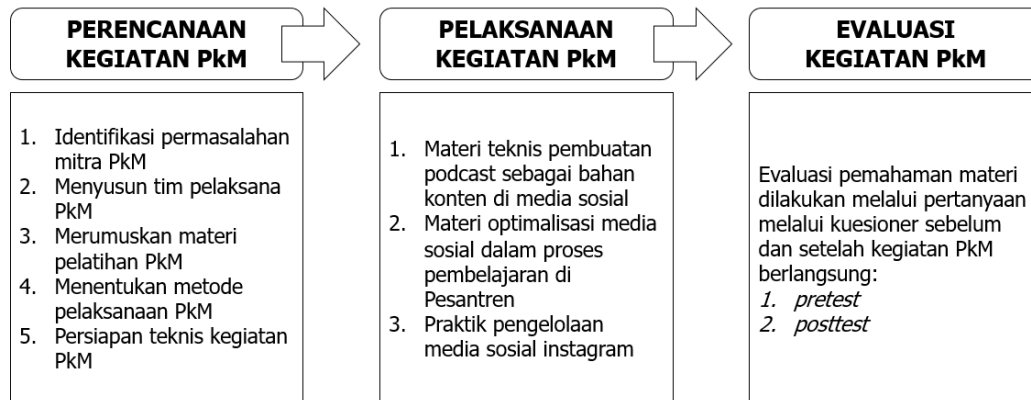 PERENCANAAN
KEGIATAN PkM
1. Identifikasi permasalahan
mitra PkM
2. Menyusun tim pelaksana
PkM
3. Merumuskan materi
pelatihan PkM
4. Menentukan metode
pelaksanaan PkM
5. Persiapan teknis kegiatan
PkM
PELAKSANAAN
KEGIATAN PkM
1. Materi teknis pembuatan
podcast sebagai bahan
konten di media sosial
2. Materi optimalisasi media
sosial dalam proses
pembelajaran di
Pesantren
3. Praktik pengelolaan
media sosial instagram
EVALUASI
KEGIATAN PkM
Evaluasi pemahaman materi
dilakukan melalui pertanyaan
melalui kuesioner sebelum
dan setelah kegiatan PkM
berlangsung:
1. pretest
2. posttest